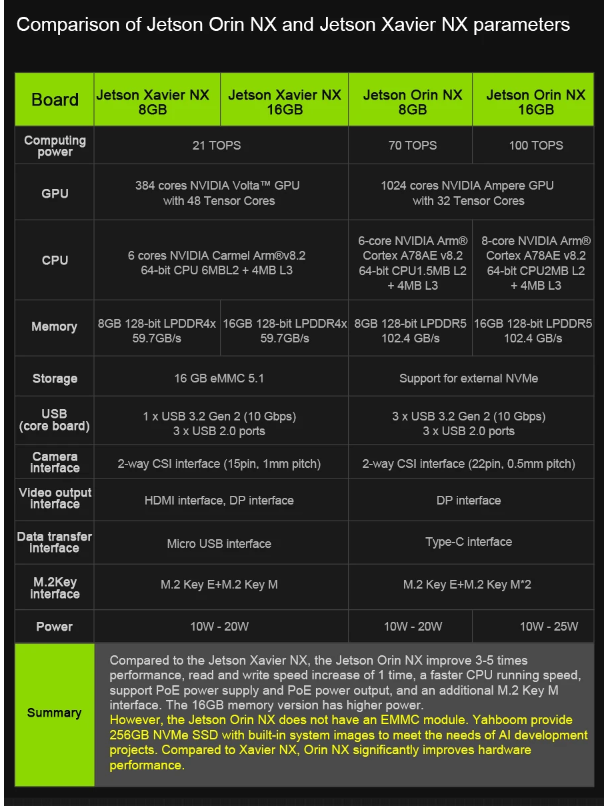 Comparison of Jetson Orin NX and Jetson Xavier NX parameters
Board
Jetson Xavier NX
8GB
Jetson Xavier NX
16GB
Jetson Orin NX
8GB
Jetson Orin NX
16GB
Computing
power
21 TOPS
70 TOPS
100 TOPS
GPU
384 cores NVIDIA Volta™ GPU
with 48 Tensor Cores
1024 cores NVIDIA Ampere GPU
with 32 Tensor Cores
CPU
6 cores NVIDIA Carmel Arm®v8.2
64-bit CPU 6MBL2 + 4MB L3
6-core NVIDIA Arm®
Cortex A78AE v8.2
64-bit CPU1.5MB L2
+ 4MB L3
8-core NVIDIA Arm®
Cortex A78AE v8.2
64-bit CPU2MB L2
+ 4MB L3
Memory
8GB 128-bit LPDDR4x
59.7GB/s
16GB 128-bit LPDDR4x
59.7GB/s
8GB 128-bit LPDDR5
102.4 GB/s
16GB 128-bit LPDDR5
102.4 GB/s
Storage
16 GB eMMC 5.1
Support for external NVMe
USB
(core board)
1 x USB 3.2 Gen 2 (10 Gbps)
3 x USB 2.0 ports
3 x USB 3.2 Gen 2 (10 Gbps)
3 x USB 2.0 ports
Camera
interface
2-way CSI interface (15pin, 1mm pitch)
2-way CSI interface (22pin, 0.5mm pitch)
Video output
interface
HDMI interface, DP interface
DP interface
Data transfer
interface
Micro USB interface
Type-C interface
M.2Key
interface
M.2 Key E+M.2 Key M
M.2 Key E+M.2 Key M*2
Power
10W - 20W
10W - 20W
10W - 25W
Summary
Compared to the Jetson Xavier NX, the Jetson Orin NX improve 3-5 times
performance, read and write speed increase of 1 time, a faster CPU running speed,
support PoE power supply and PoE power output, and an additional M.2 Key M
interface. The 16GB memory version has higher power.
However, the Jetson Orin NX does not have an EMMC module. Yahboom provide
256GB NVMe SSD with built-in system images to meet the needs of AI development
projects. Compared to Xavier NX, Orin NX significantly improves hardware
performance.